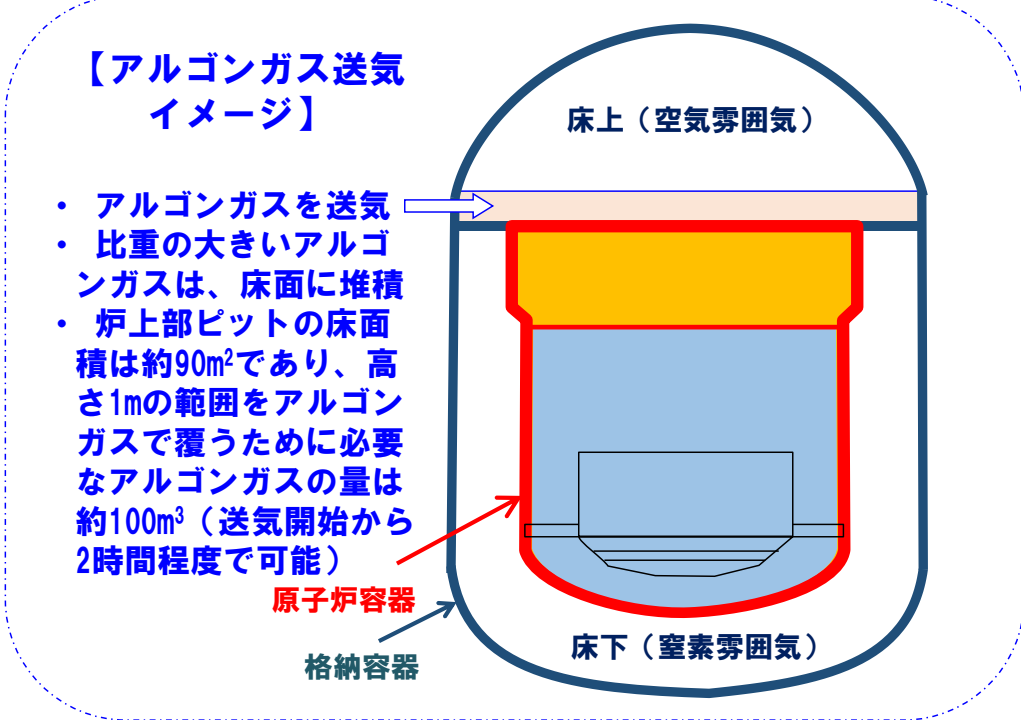 【アルゴンガス送気
イメージ】
・ アルゴンガスを送気
・ 比重の大きいアルゴ
ンガスは、床面に堆積
・ 炉上部ピットの床面
積は約90m²であり、高
さ1mの範囲をアルゴン
ガスで覆うために必要
なアルゴンガスの量は
約100m³（送気開始から
2時間程度で可能）
床上（空気雰囲気）
原子炉容器
格納容器
床下（窒素雰囲気）